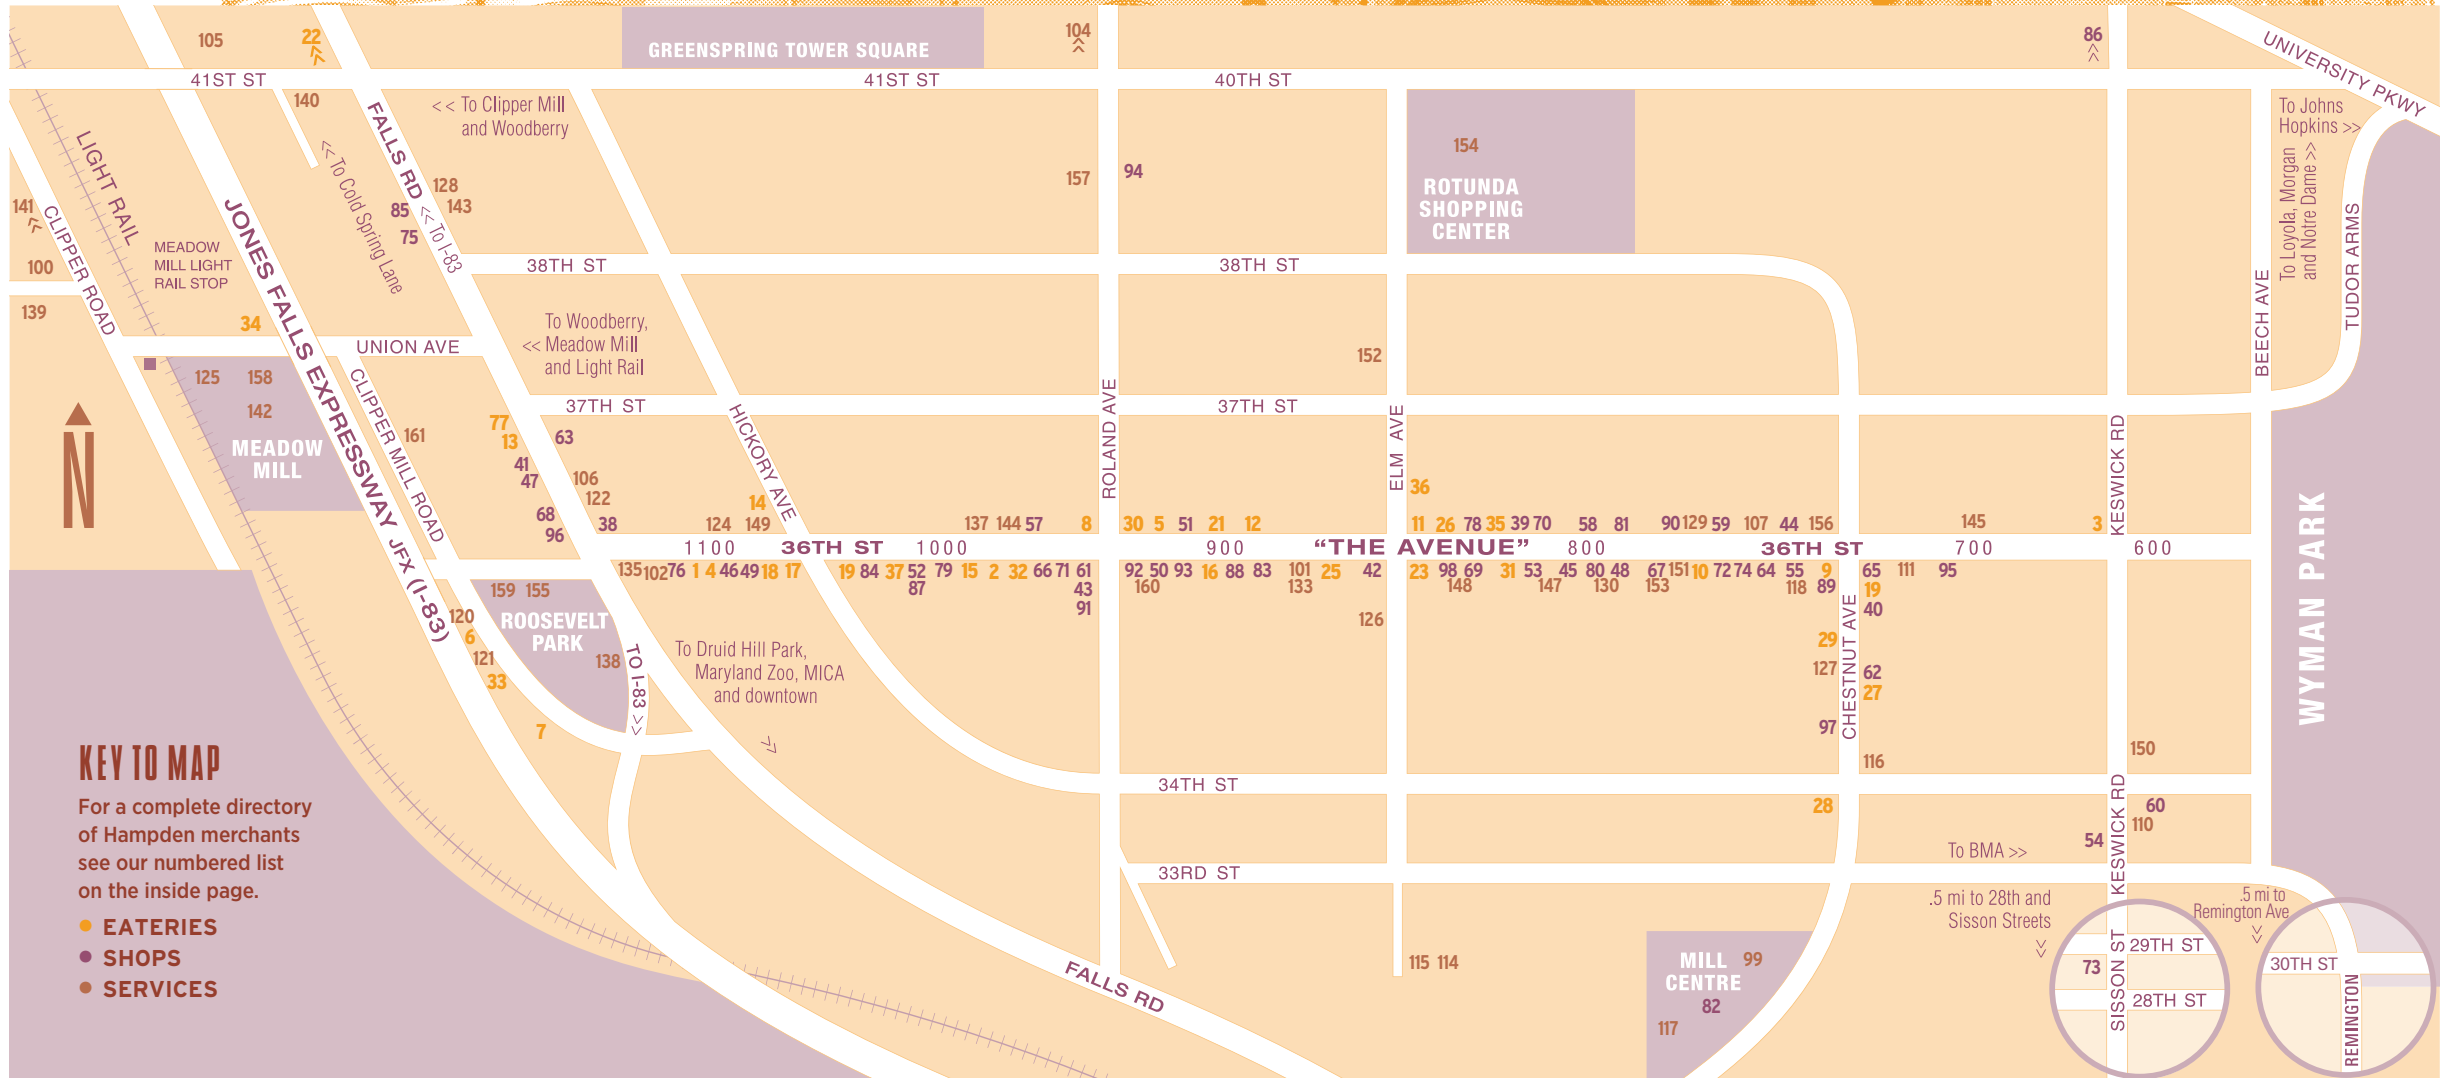 105
22
GREENSPRING TOWER SQUARE
104
86
UNIVERSITY PKWY
41ST ST
41ST ST
40TH ST
140
<< To Clipper Mill
and Woodberry
FALLS RD
<< To I-83
<< To Cold Spring Lane
LIGHT RAIL
128
143
85
75
157
94
154
ROTUNDA
SHOPPING
CENTER
To Johns
Hopkins >>
To Loyola, Morgan
and Notre Dame >>
TUDOR ARMS
BEECH AVE
141
CLIPPER ROAD
100
139
MEADOW
MILL LIGHT
RAIL STOP
JONES FALLS EXPRESSWAY JFX (I-83)
38TH ST
38TH ST
34
UNION AVE
To Woodberry,
<< Meadow Mill
and Light Rail
152
125
158
142
MEADOW
MILL
CLIPPER MILL ROAD
161
37TH ST
37TH ST
HICKORY AVE
ROLAND AVE
ELM AVE
KESWICK RD
N
77
13
63
41
47
106
122
68
96
38
14
36
124 149
137 144 57
8
30 5 51 21 12
11 26 78 35 39 70 58 81 90 129 59 107 44 156
145
3
1100
36TH ST
1000
900
"THE AVENUE"
800
36TH ST
700
600
135 102 76 1 4 46 49 18 17
19 84 37 52 79 15 2 32 66 71 61
87
43
91
92 50 93 16 88 83 101 25 42
160
133
126
23 98 69 31 53 45 80 48 67 151 10 72 74 64 55 9
148
147
130
153
118 89
65 111 95
19
40
29
127
62
27
97
CHESTNUT AVE
116
150
WYMAN PARK
159 155
ROOSEVELT
PARK
138
120
6
121
33
7
TO I-83 >>
To Druid Hill Park,
Maryland Zoo, MICA
and downtown
>>
34TH ST
28
60
110
54
KESWICK RD
To BMA >>
33RD ST
KEY TO MAP
For a complete directory
of Hampden merchants
see our numbered list
on the inside page.
EATERIES
SHOPS
SERVICES
FALLS RD
115 114
MILL
CENTRE
99
82
117
.5 mi to 28th and
Sisson Streets
>>
.5 mi to
Remington Ave
>>
29TH ST
73
28TH ST
SISSON ST
30TH ST
REMINGTON